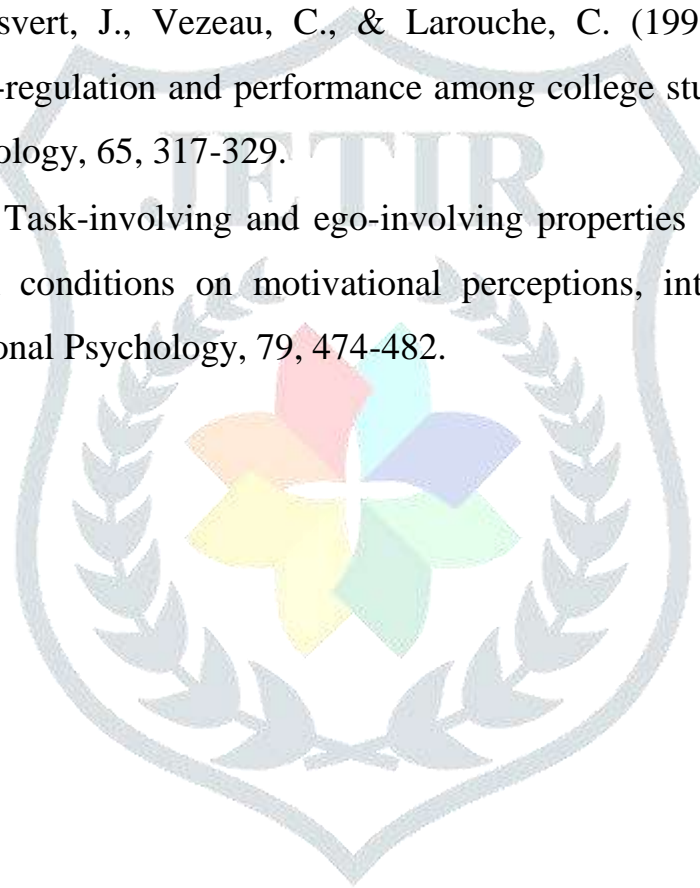 svert, J., Vezeau, C., & Larouche, C. (199
-regulation and performance among college stu
ology, 65, 317-329.
JETIR
Task-involving and ego-involving properties
conditions on motivational perceptions, int
onal Psychology, 79, 474-482.